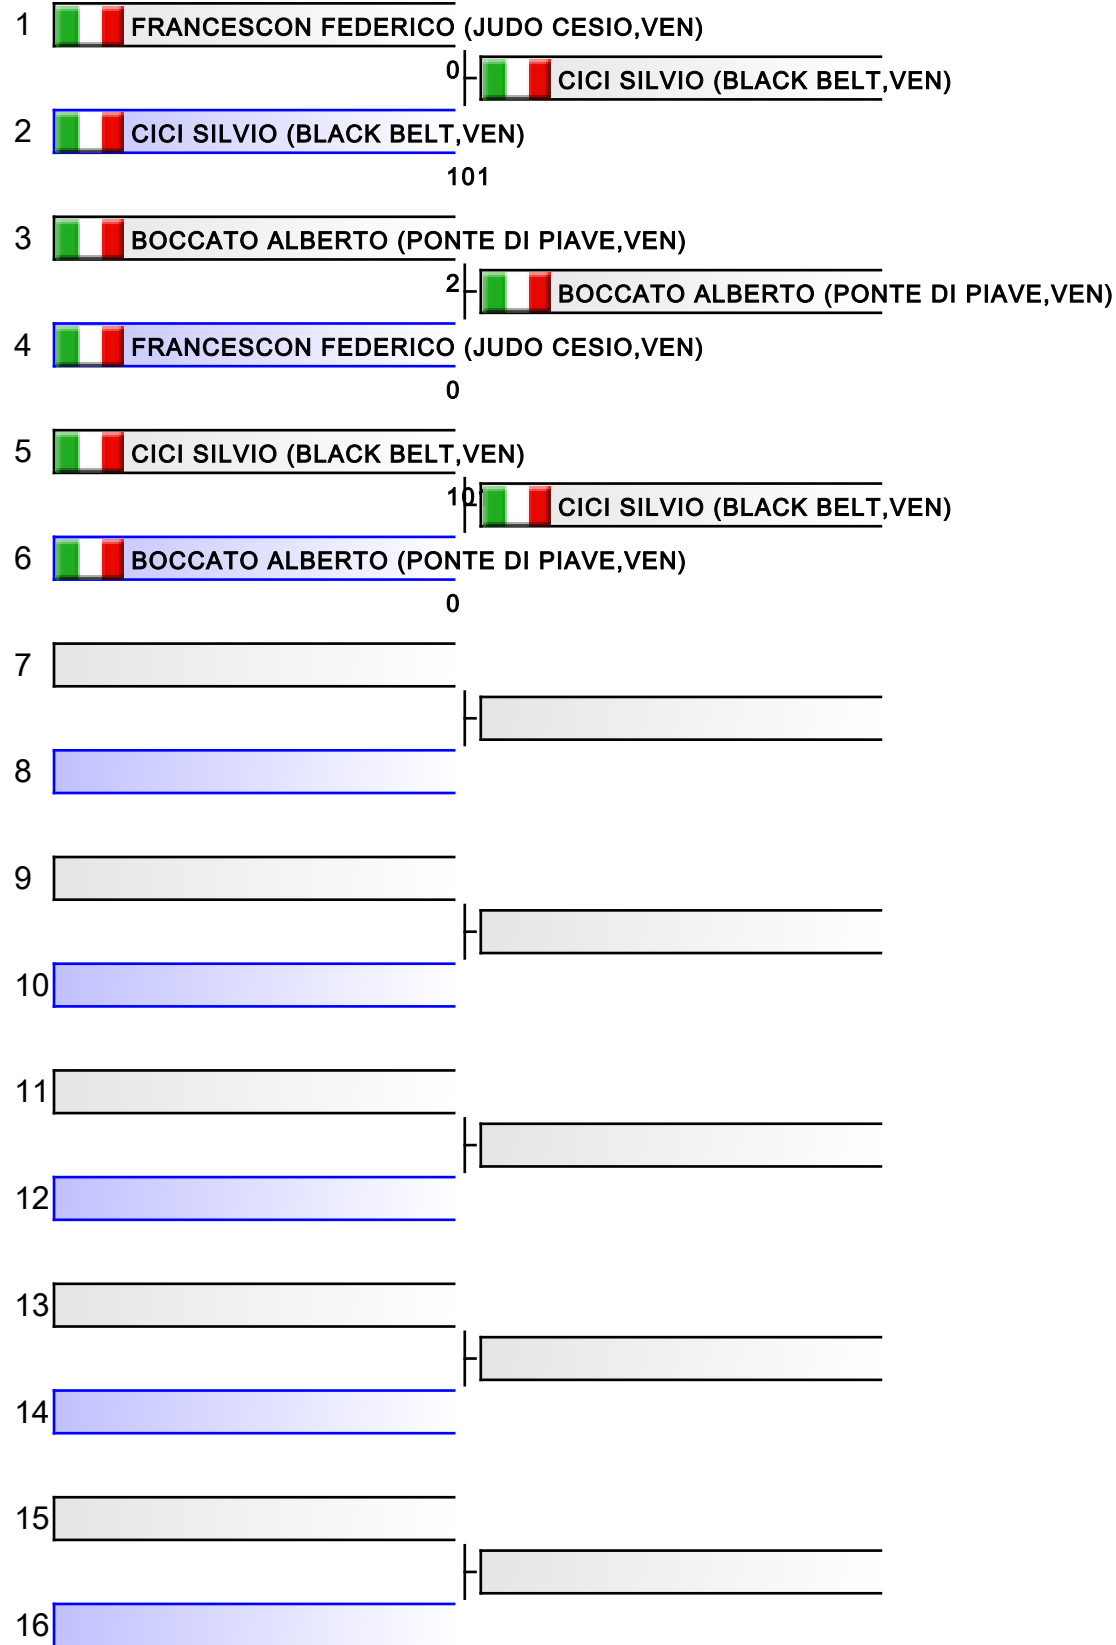 1 FRANCESCON FEDERICO (JUDO CESIO,VEN)
0 CICI SILVIO (BLACK BELT,VEN)
2 CICI SILVIO (BLACK BELT,VEN)
101
3 BOCCATO ALBERTO (PONTE DI PIAVE,VEN)
2 BOCCATO ALBERTO (PONTE DI PIAVE,VEN)
4 FRANCESCON FEDERICO (JUDO CESIO,VEN)
0
5 CICI SILVIO (BLACK BELT,VEN)
CICI SILVIO (BLACK BELT,VEN)
6 BOCCATO ALBERTO (PONTE DI PIAVE,VEN)
0
7
8
9
10
11
12
13
14
15
16